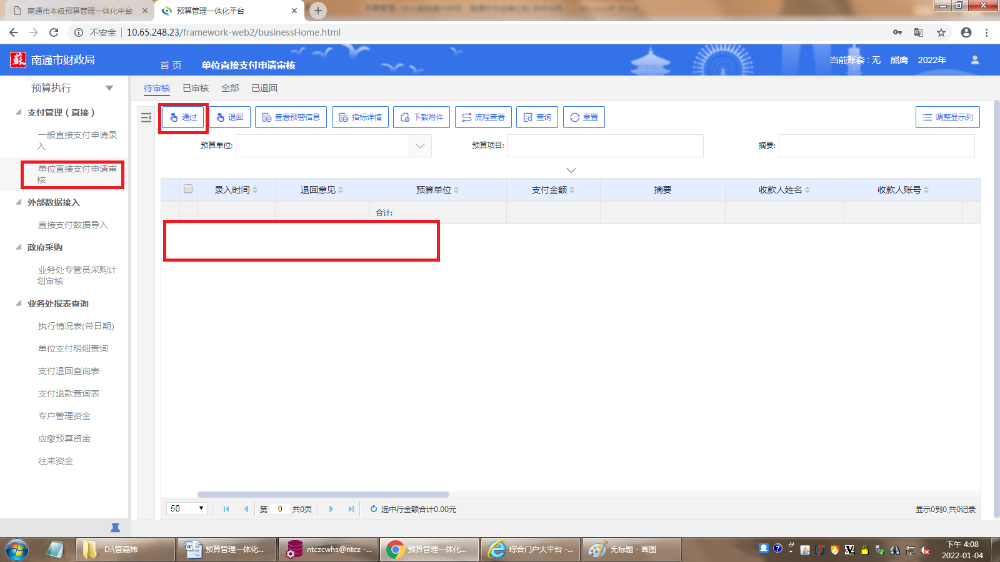 南通市本级预算管理一体化中台
预算管理一体化平台
不安全
10.65.248.23/framework-web2/businessHome.html
蘇
南通市财政局
首 页
单位直接支付申请审核
当前账套 : 无
熊鹰
2022年
预算执行
支付管理（直接）
一般直接支付申请录
入
单位直接支付申请审
核
外部数据接入
直接支付数据导入
政府采购
业务处专管员采购计
划审核
业务处报表查询
执行情况表(带日期)
单位支付明细查询
支付退回查询表
支付退款查询表
专户管理资金
应缴预算资金
往来资金
待审核
已审核
全部
已退回
通过
退回
查看预警信息
指标详情
下载附件
流程查看
查询
重置
调整显示列
预算单位:
预算项目:
摘要:
录入时间
退回意见
预算单位
支付金额
摘要
收款人姓名
收款人账号
合计:
50
第 0 共0页
选中行金额合计0.00元
显示0到0,共0记录
D:\管嘉炜
预算管理一体化...
ntczcwhs@ntcz -...
预算管理一体化...
综合门户大平台 -...
无标题 - 画图
下午 4:08
2022-01-04